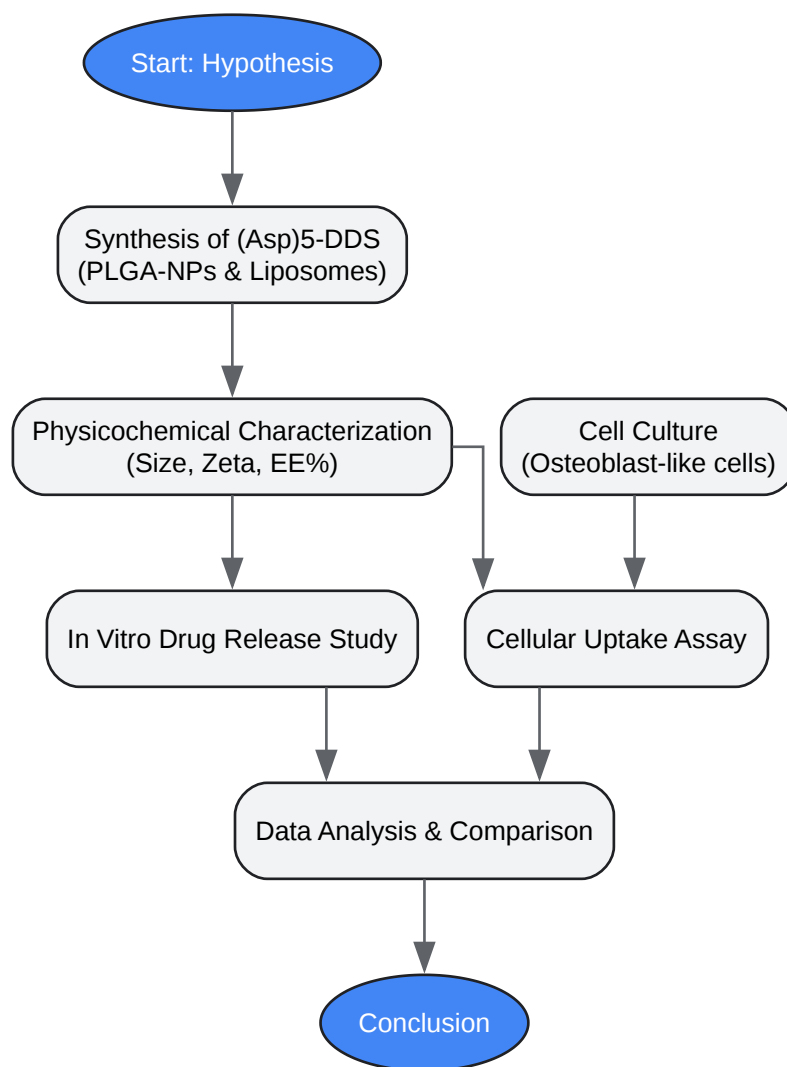 Start: Hypothesis
Synthesis of (Asp)5-DDS
(PLGA-NPs & Liposomes)
Physicochemical Characterization
(Size, Zeta, EE%)
Cell Culture
(Osteoblast-like cells)
In Vitro Drug Release Study
Cellular Uptake Assay
Data Analysis & Comparison
Conclusion